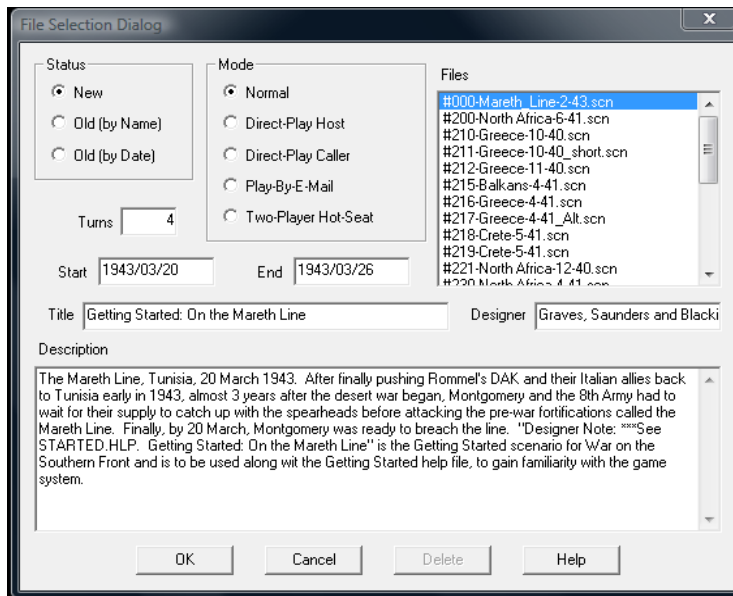 File Selection Dialog
Status
New
Old (by Name)
Old (by Date)
Mode
Normal
Direct-Play Host
Direct-Play Caller
Play-By-E-Mail
Two-Player Hot-Seat
Files
#000-Mareth_Line-2-43.scn
#200-North Africa-6-41.scn
#210-Greece-10-40.scn
#211-Greece-10-40_short.scn
#212-Greece-11-40.scn
#215-Balkans-4-41.scn
#216-Greece-4-41.scn
#217-Greece-4-41_Alt.scn
#218-Crete-5-41.scn
#219-Crete-5-41.scn
#221-North Africa-12-40.scn
#230-North Africa-4-41.scn
Turns 4
Start 1943/03/20 End 1943/03/26
Title Getting Started: On the Mareth Line Designer Graves, Saunders and Blacki
Description
The Mareth Line, Tunisia, 20 March 1943. After finally pushing Rommel's DAK and their Italian allies back
to Tunisia early in 1943, almost 3 years after the desert war began, Montgomery and the 8th Army had to
wait for their supply to catch up with the spearheads before attacking the pre-war fortifications called the
Mareth Line. Finally, by 20 March, Montgomery was ready to breach the line. "Designer Note: ***See
STARTED.HLP. Getting Started: On the Mareth Line" is the Getting Started scenario for War on the
Southern Front and is to be used along wit the Getting Started help file, to gain familiarity with the game
system.
OK Cancel Delete Help